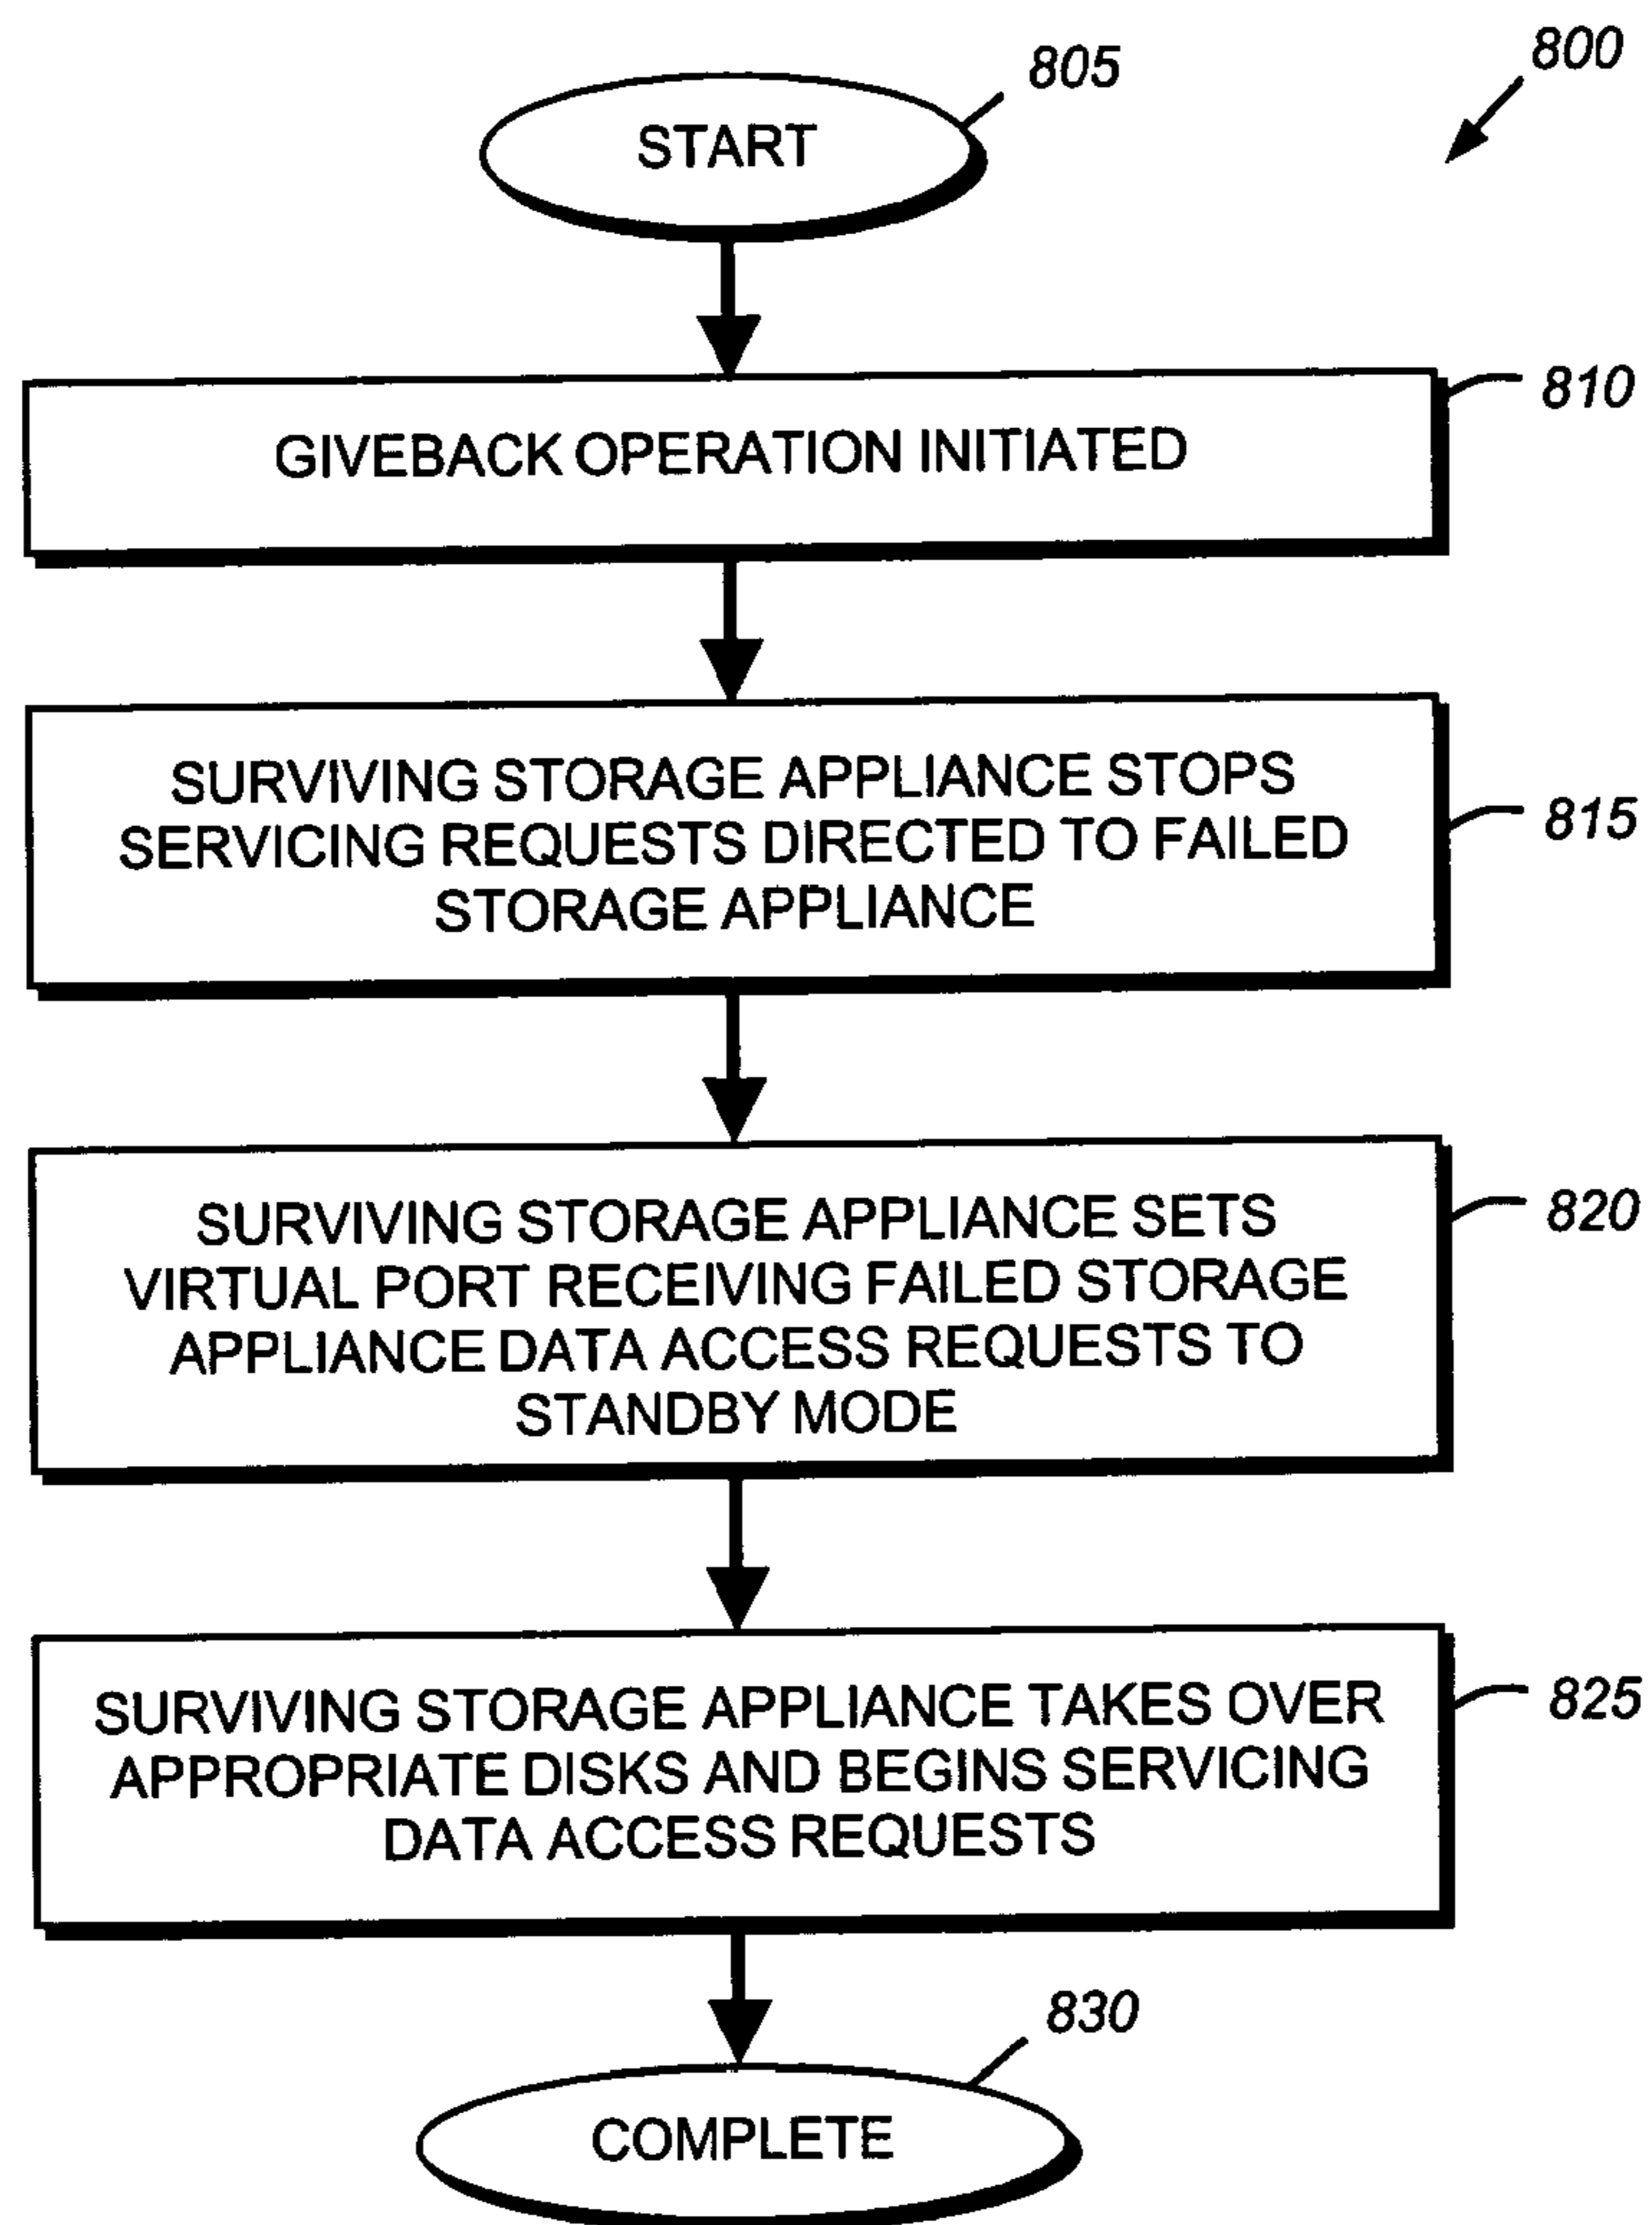 800
805
START
810
GIVEBACK OPERATION INITIATED
815
SURVIVING STORAGE APPLIANCE STOPS
SERVICING REQUESTS DIRECTED TO FAILED
STORAGE APPLIANCE
820
SURVIVING STORAGE APPLIANCE SETS
VIRTUAL PORT RECEIVING FAILED STORAGE
APPLIANCE DATA ACCESS REQUESTS TO
STANDBY MODE
825
SURVIVING STORAGE APPLIANCE TAKES OVER
APPROPRIATE DISKS AND BEGINS SERVICING
DATA ACCESS REQUESTS
830
COMPLETE